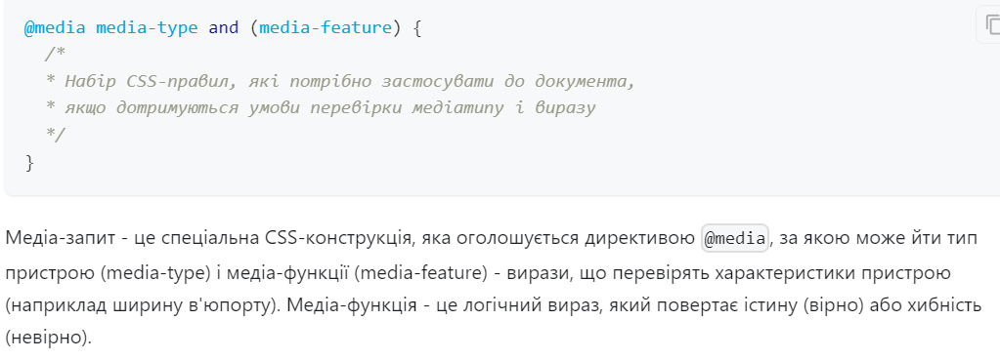 @media media-type and (media-feature) {
/*
* Набір CSS-правил, які потрібно застосувати до документа,
* якщо дотримуються умови перевірки медіатипу і виразу
*/
}
Медіа-запит - це спеціальна CSS-конструкція, яка оголошується директивою @media, за якою може йти тип
пристрою (media-type) і медіа-функції (media-feature) - вирази, що перевірять характеристики пристрою
(наприклад ширину в'юпорту). Медіа-функція - це логічний вираз, який повертає істину (вірно) або хибність
(невірно).